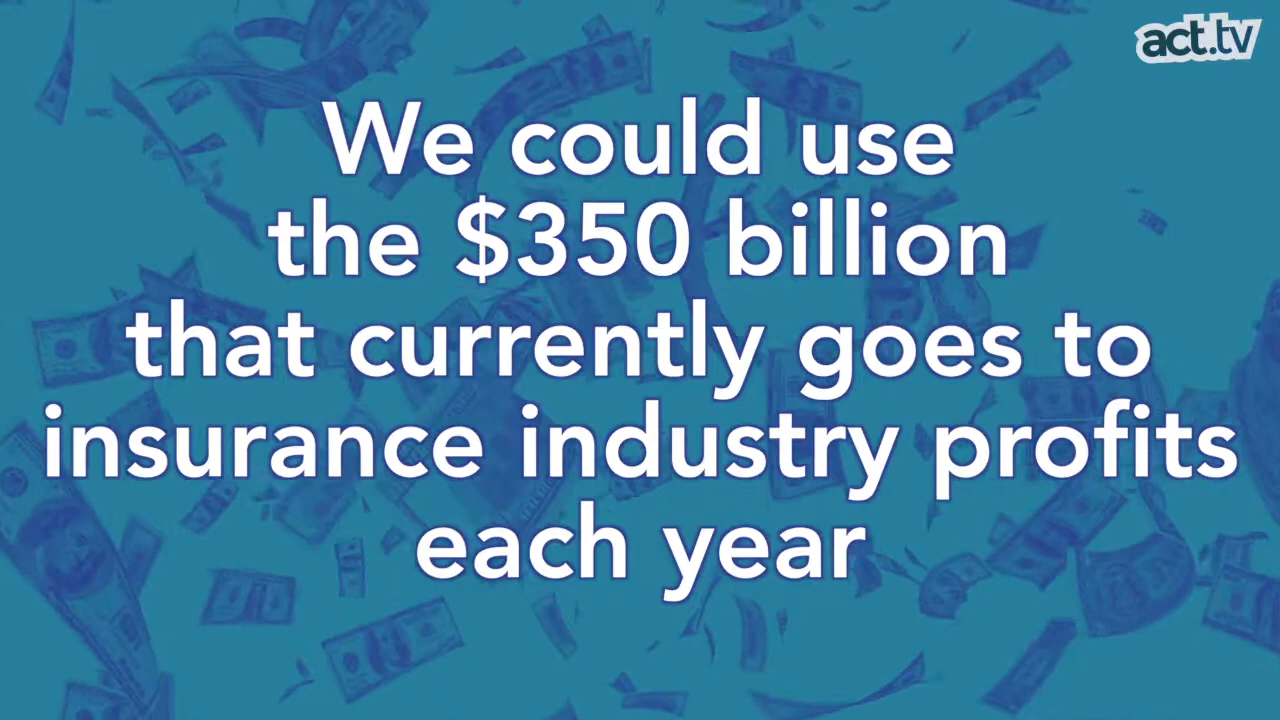 act.tv
We could use
the $350 billion
that currently goes to
insurance industry profits
each year